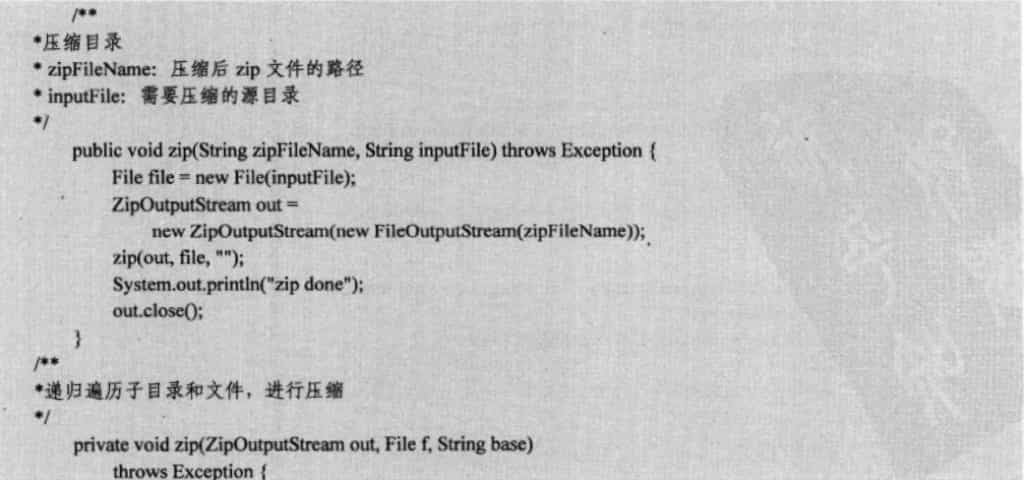 /**
*压缩目录
* zipFileName: 压缩后 zip 文件的路径
* inputFile: 需要压缩的源目录
*/
public void zip(String zipFileName, String inputFile) throws Exception {
File file = new File(inputFile);
ZipOutputStream out =
new ZipOutputStream(new FileOutputStream(zipFileName));
zip(out, file, "");
System.out.println("zip done");
out.close();
}
/**
*递归遍历子目录和文件，进行压缩
*/
private void zip(ZipOutputStream out, File f, String base)
throws Exception {